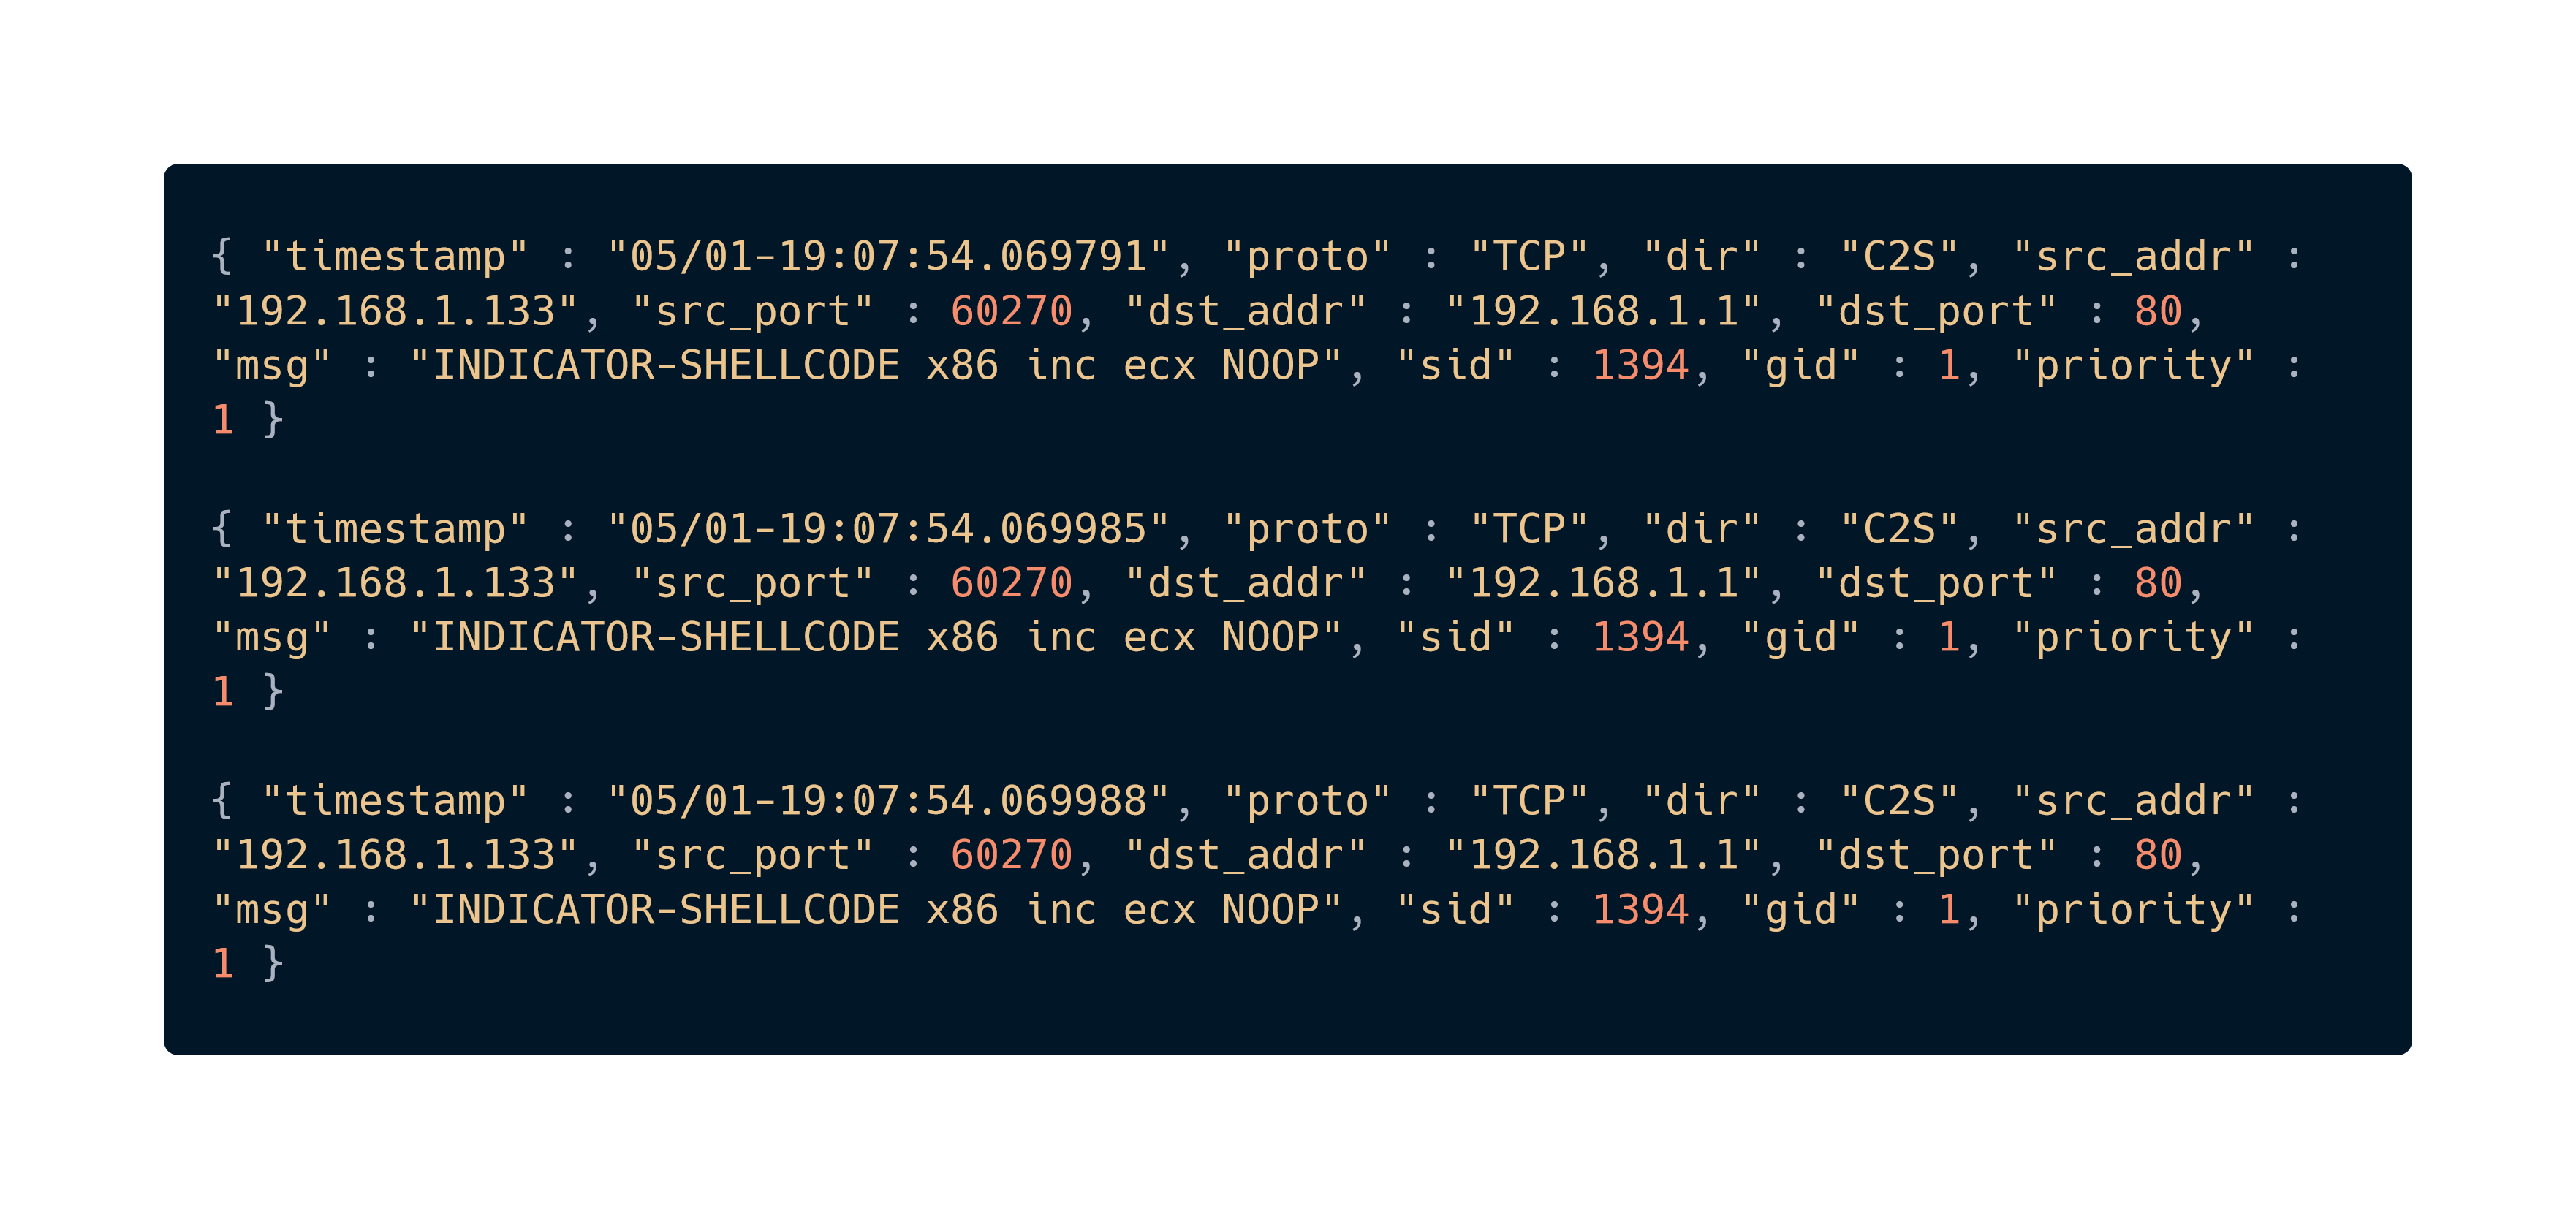 { "timestamp" : "05/01-19:07:54.069791", "proto" : "TCP", "dir" : "C2S", "src_addr" :
"192.168.1.133", "src_port" : 60270, "dst_addr" : "192.168.1.1", "dst_port" : 80,
"msg" : "INDICATOR-SHELLCODE x86 inc ecx NOOP", "sid" : 1394, "gid" : 1, "priority" :
1 }
{ "timestamp" : "05/01-19:07:54.069985", "proto" : "TCP", "dir" : "C2S", "src_addr" :
"192.168.1.133", "src_port" : 60270, "dst_addr" : "192.168.1.1", "dst_port" : 80,
"msg" : "INDICATOR-SHELLCODE x86 inc ecx NOOP", "sid" : 1394, "gid" : 1, "priority" :
1 }
{ "timestamp" : "05/01-19:07:54.069988", "proto" : "TCP", "dir" : "C2S", "src_addr" :
"192.168.1.133", "src_port" : 60270, "dst_addr" : "192.168.1.1", "dst_port" : 80,
"msg" : "INDICATOR-SHELLCODE x86 inc ecx NOOP", "sid" : 1394, "gid" : 1, "priority" :
1 }